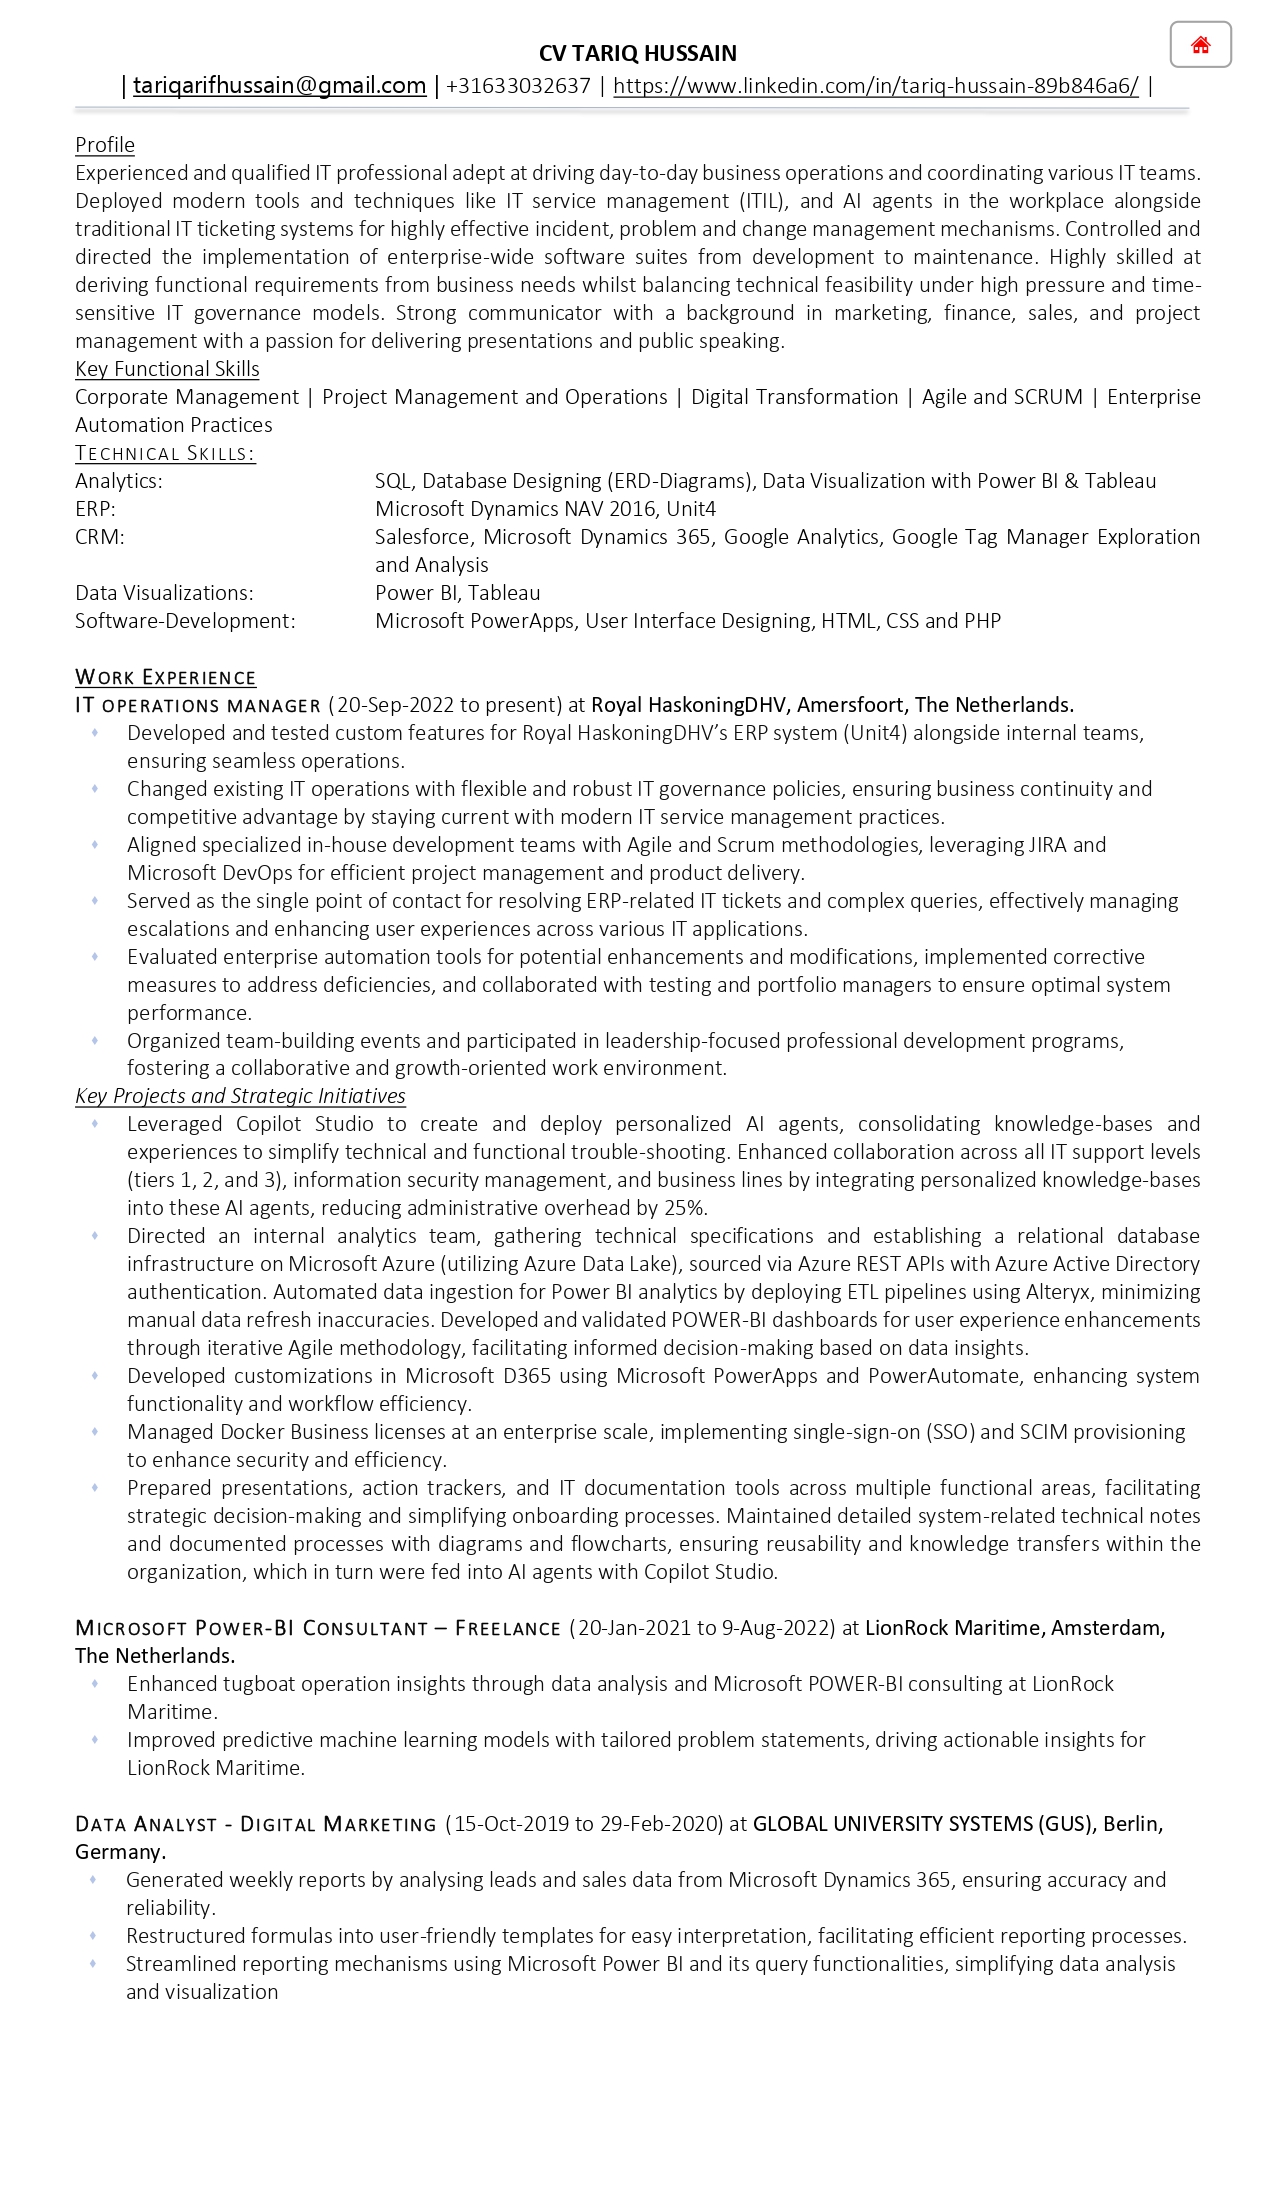 CV TARIQ HUSSAIN
| tariqarifhussain@gmail.com | +31633032637 | https://www.linkedin.com/in/tariq-hussain-89b846a6/ |
Profile
Experienced and qualified IT professional adept at driving day-to-day business operations and coordinating various IT teams.
Deployed modern tools and techniques like IT service management (ITIL), and AI agents in the workplace alongside
traditional IT ticketing systems for highly effective incident, problem and change management mechanisms. Controlled and
directed the implementation of enterprise-wide software suites from development to maintenance. Highly skilled at
deriving functional requirements from business needs whilst balancing technical feasibility under high pressure and time-
sensitive IT governance models. Strong communicator with a background in marketing, finance, sales, and project
management with a passion for delivering presentations and public speaking.
Key Functional Skills
Corporate Management | Project Management and Operations | Digital Transformation | Agile and SCRUM | Enterprise
Automation Practices
TECHNICAL SKILLS:
Analytics: SQL, Database Designing (ERD-Diagrams), Data Visualization with Power BI & Tableau
ERP: Microsoft Dynamics NAV 2016, Unit4
CRM: Salesforce, Microsoft Dynamics 365, Google Analytics, Google Tag Manager Exploration
and Analysis
Data Visualizations: Power BI, Tableau
Software-Development: Microsoft PowerApps, User Interface Designing, HTML, CSS and PHP
WORK EXPERIENCE
IT OPERATIONS MANAGER (20-Sep-2022 to present) at Royal HaskoningDHV, Amersfoort, The Netherlands.
Developed and tested custom features for Royal HaskoningDHV’s ERP system (Unit4) alongside internal teams,
ensuring seamless operations.
Changed existing IT operations with flexible and robust IT governance policies, ensuring business continuity and
competitive advantage by staying current with modern IT service management practices.
Aligned specialized in-house development teams with Agile and Scrum methodologies, leveraging JIRA and
Microsoft DevOps for efficient project management and product delivery.
Served as the single point of contact for resolving ERP-related IT tickets and complex queries, effectively managing
escalations and enhancing user experiences across various IT applications.
Evaluated enterprise automation tools for potential enhancements and modifications, implemented corrective
measures to address deficiencies, and collaborated with testing and portfolio managers to ensure optimal system
performance.
Organized team-building events and participated in leadership-focused professional development programs,
fostering a collaborative and growth-oriented work environment.
Key Projects and Strategic Initiatives
Leveraged Copilot Studio to create and deploy personalized AI agents, consolidating knowledge-bases and
experiences to simplify technical and functional trouble-shooting. Enhanced collaboration across all IT support levels
(tiers 1, 2, and 3), information security management, and business lines by integrating personalized knowledge-bases
into these AI agents, reducing administrative overhead by 25%.
Directed an internal analytics team, gathering technical specifications and establishing a relational database
infrastructure on Microsoft Azure (utilizing Azure Data Lake), sourced via Azure REST APIs with Azure Active Directory
authentication. Automated data ingestion for Power BI analytics by deploying ETL pipelines using Alteryx, minimizing
manual data refresh inaccuracies. Developed and validated POWER-BI dashboards for user experience enhancements
through iterative Agile methodology, facilitating informed decision-making based on data insights.
Developed customizations in Microsoft D365 using Microsoft PowerApps and PowerAutomate, enhancing system
functionality and workflow efficiency.
Managed Docker Business licenses at an enterprise scale, implementing single-sign-on (SSO) and SCIM provisioning
to enhance security and efficiency.
Prepared presentations, action trackers, and IT documentation tools across multiple functional areas, facilitating
strategic decision-making and simplifying onboarding processes. Maintained detailed system-related technical notes
and documented processes with diagrams and flowcharts, ensuring reusability and knowledge transfers within the
organization, which in turn were fed into AI agents with Copilot Studio.
MICROSOFT POWER-BI CONSULTANT – FREELANCE (20-Jan-2021 to 9-Aug-2022) at LionRock Maritime, Amsterdam,
The Netherlands.
Enhanced tugboat operation insights through data analysis and Microsoft POWER-BI consulting at LionRock
Maritime.
Improved predictive machine learning models with tailored problem statements, driving actionable insights for
LionRock Maritime.
DATA ANALYST - DIGITAL MARKETING (15-Oct-2019 to 29-Feb-2020) at GLOBAL UNIVERSITY SYSTEMS (GUS), Berlin,
Germany.
Generated weekly reports by analysing leads and sales data from Microsoft Dynamics 365, ensuring accuracy and
reliability.
Restructured formulas into user-friendly templates for easy interpretation, facilitating efficient reporting processes.
Streamlined reporting mechanisms using Microsoft Power BI and its query functionalities, simplifying data analysis
and visualization